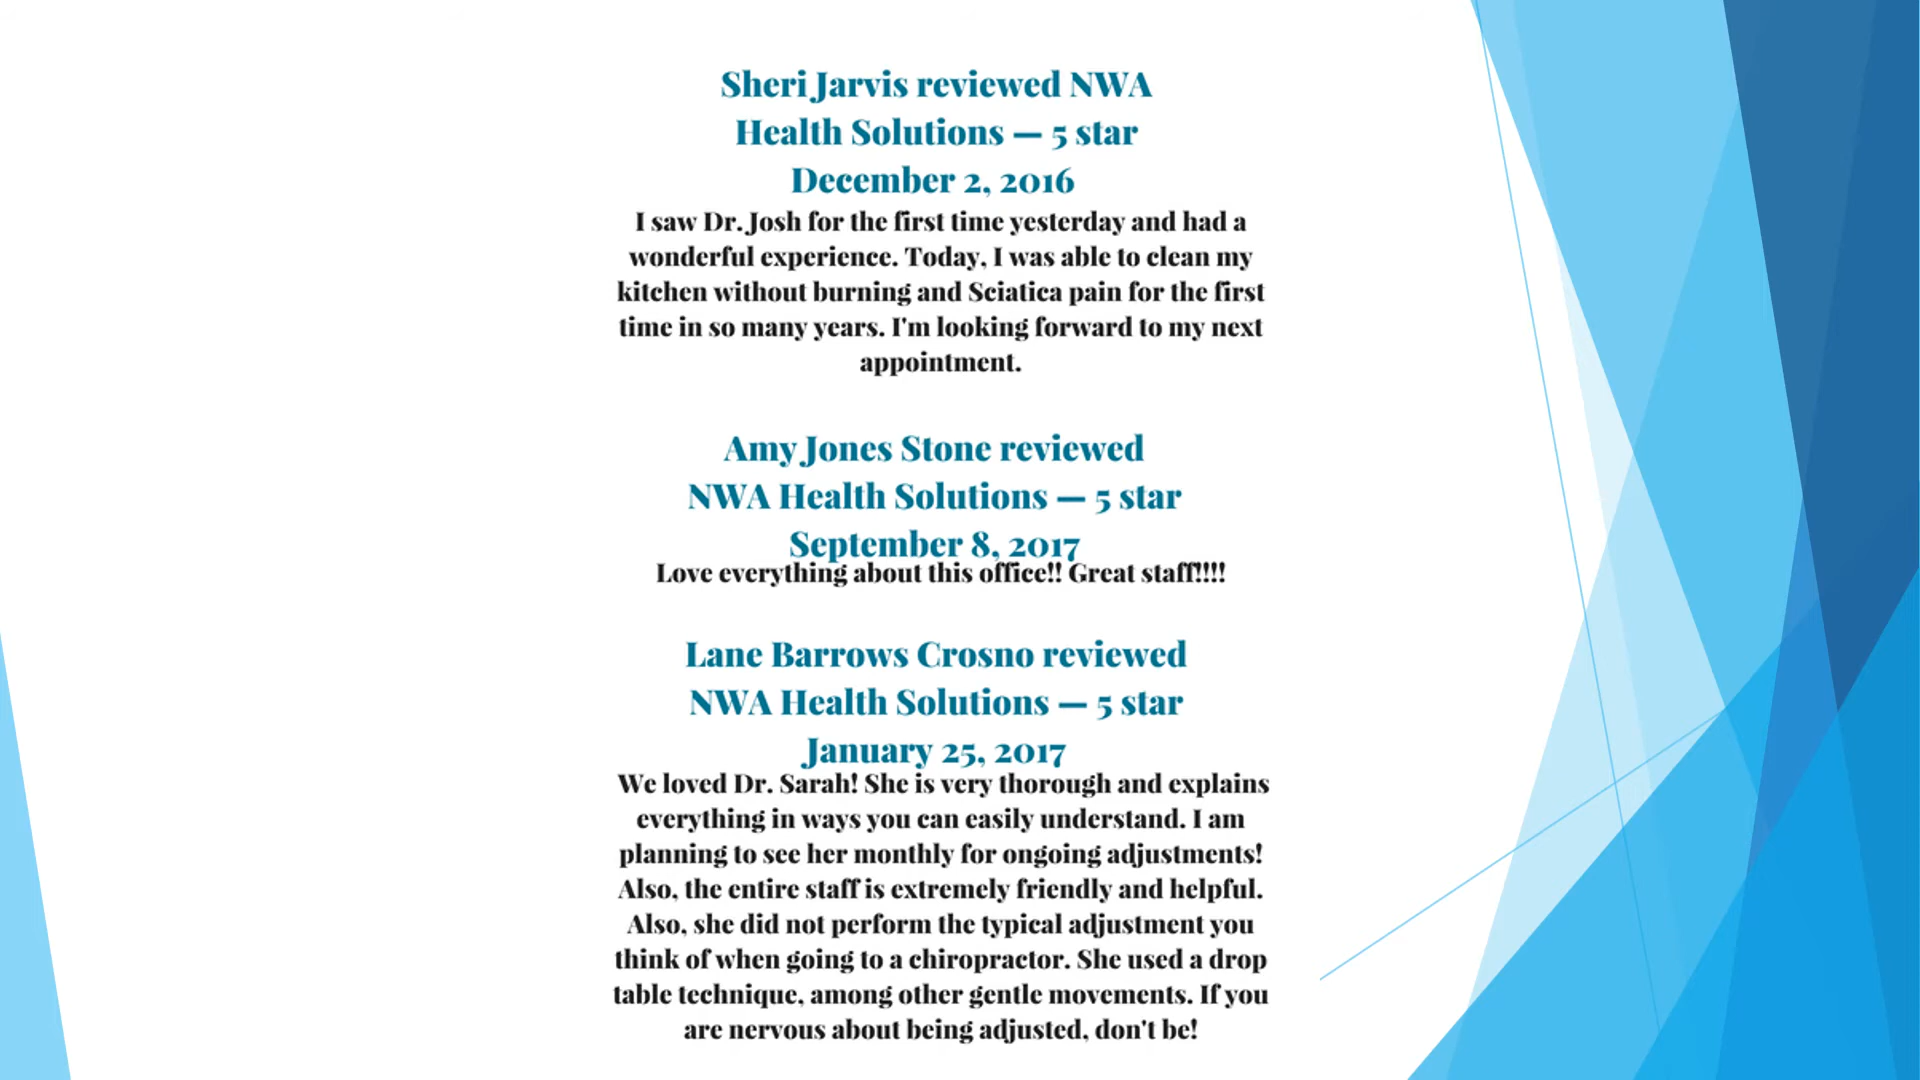 Sheri Jarvis reviewed NWA
Health Solutions — 5 star
December 2, 2016
I saw Dr. Josh for the first time yesterday and had a
wonderful experience. Today, I was able to clean my
kitchen without burning and Sciatica pain for the first
time in so many years. I'm looking forward to my next
appointment.
Amy Jones Stone reviewed
NWA Health Solutions — 5 star
September 8, 2017
Love everything about this office!! Great staff!!!!
Lane Barrows Crosno reviewed
NWA Health Solutions — 5 star
January 25, 2017
We loved Dr. Sarah! She is very thorough and explains
everything in ways you can easily understand. I am
planning to see her monthly for ongoing adjustments!
Also, the entire staff is extremely friendly and helpful.
Also, she did not perform the typical adjustment you
think of when going to a chiropractor. She used a drop
table technique, among other gentle movements. If you
are nervous about being adjusted, don't be!